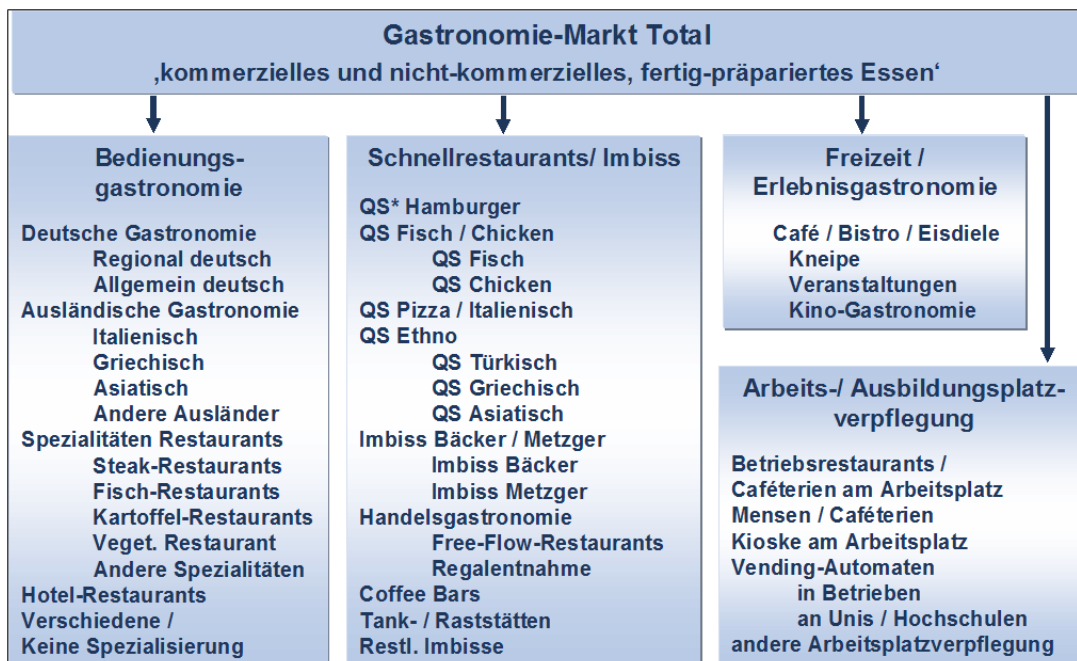 Gastronomie-Markt Total
‚kommerzielles und nicht-kommerzielles, fertig-präpariertes Essen‘
Bedienungs-
gastronomie
Deutsche Gastronomie
Regional deutsch
Allgemein deutsch
Ausländische Gastronomie
Italienisch
Griechisch
Asiatisch
Andere Ausländer
Spezialitäten Restaurants
Steak-Restaurants
Fisch-Restaurants
Kartoffel-Restaurants
Veget. Restaurant
Andere Spezialitäten
Hotel-Restaurants
Verschiedene /
Keine Spezialisierung
Schnellrestaurants/ Imbiss
QS* Hamburger
QS Fisch / Chicken
QS Fisch
QS Chicken
QS Pizza / Italienisch
QS Ethno
QS Türkisch
QS Griechisch
QS Asiatisch
Imbiss Bäcker / Metzger
Imbiss Bäcker
Imbiss Metzger
Handelsgastronomie
Free-Flow-Restaurants
Regalentnahme
Coffee Bars
Tank- / Raststätten
Restl. Imbisse
Freizeit /
Erlebnisgastronomie
Café / Bistro / Eisdiele
Kneipe
Veranstaltungen
Kino-Gastronomie
Arbeits-/ Ausbildungsplatz-
verpflegung
Betriebsrestaurants /
Caféterien am Arbeitsplatz
Mensen / Caféterien
Kioske am Arbeitsplatz
Vending-Automaten
in Betrieben
an Unis / Hochschulen
andere Arbeitsplatzverpflegung